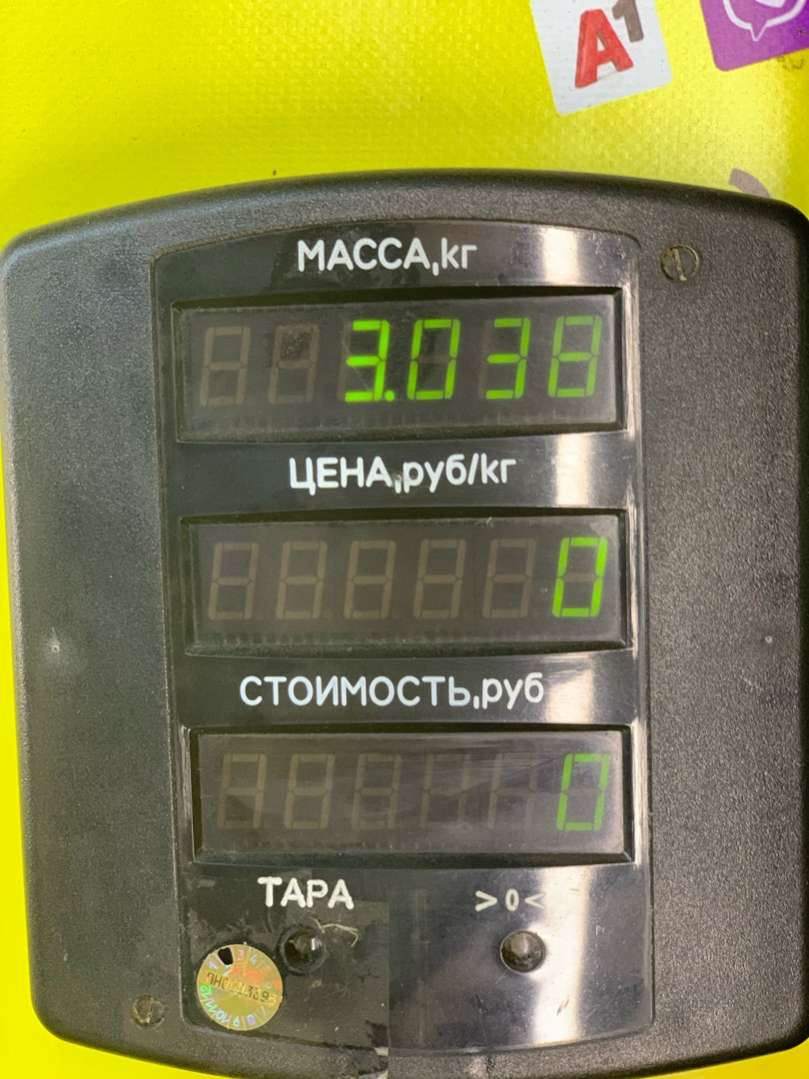 A1
МАССА,кг
3.038
ЦЕНА,руб/кг
0
СТОИМОСТЬ,руб
0
ТАРА
>0<